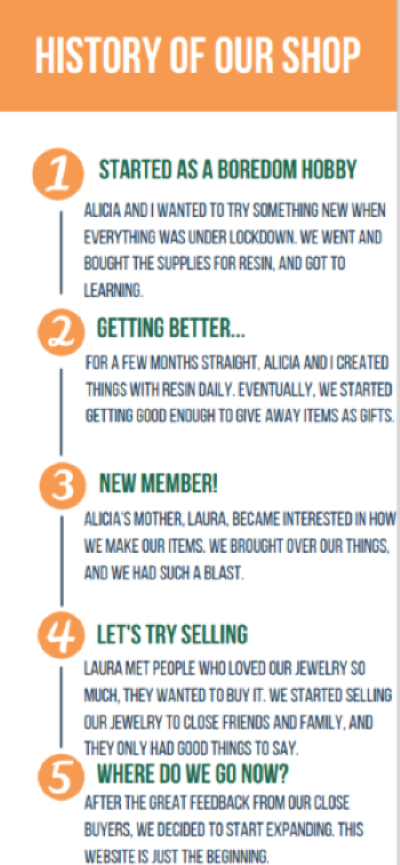 HISTORY OF OUR SHOP
1 STARTED AS A BOREDOM HOBBY
ALICIA AND I WANTED TO TRY SOMETHING NEW WHEN
EVERYTHING WAS UNDER LOCKDOWN. WE WENT AND
BOUGHT THE SUPPLIES FOR RESIN, AND GOT TO
LEARNING.
2 GETTING BETTER...
FOR A FEW MONTHS STRAIGHT, ALICIA AND I CREATED
THINGS WITH RESIN DAILY. EVENTUALLY, WE STARTED
GETTING GOOD ENOUGH TO GIVE AWAY ITEMS AS GIFTS.
3 NEW MEMBER!
ALICIA'S MOTHER, LAURA, BECAME INTERESTED IN HOW
WE MAKE OUR ITEMS. WE BROUGHT OVER OUR THINGS,
AND WE HAD SUCH A BLAST.
4 LET'S TRY SELLING
LAURA MET PEOPLE WHO LOVED OUR JEWELRY SO
MUCH, THEY WANTED TO BUY IT. WE STARTED SELLING
OUR JEWELRY TO CLOSE FRIENDS AND FAMILY, AND
THEY ONLY HAD GOOD THINGS TO SAY.
5 WHERE DO WE GO NOW?
AFTER THE GREAT FEEDBACK FROM OUR CLOSE
BUYERS, WE DECIDED TO START EXPANDING. THIS
WEBSITE IS JUST THE BEGINNING.